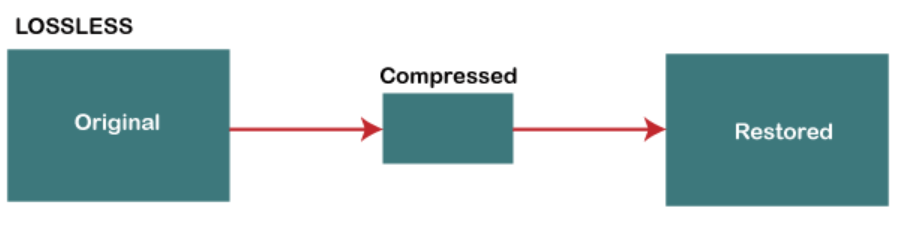 LOSSLESS
Original
Compressed
Restored